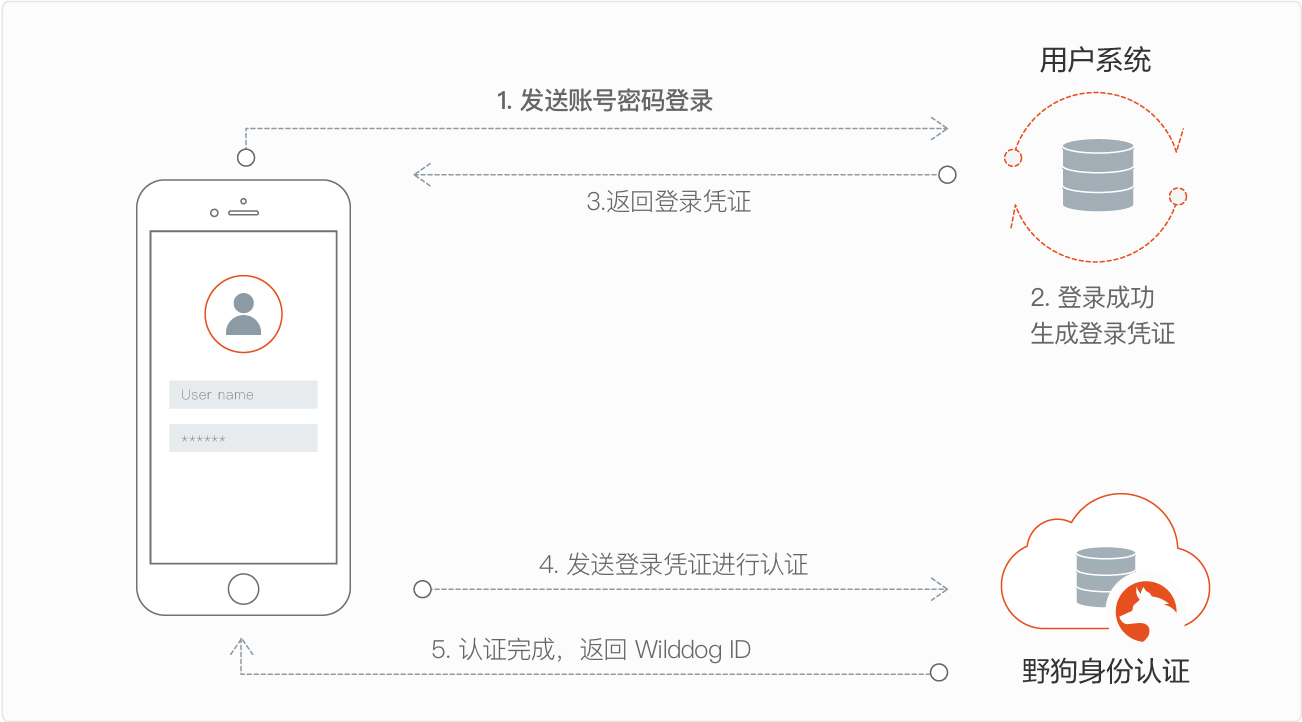 用户系统
1. 发送账号密码登录
3.返回登录凭证
2. 登录成功
生成登录凭证
User name
******
4. 发送登录凭证进行认证
5. 认证完成，返回 Wilddog ID
野狗身份认证